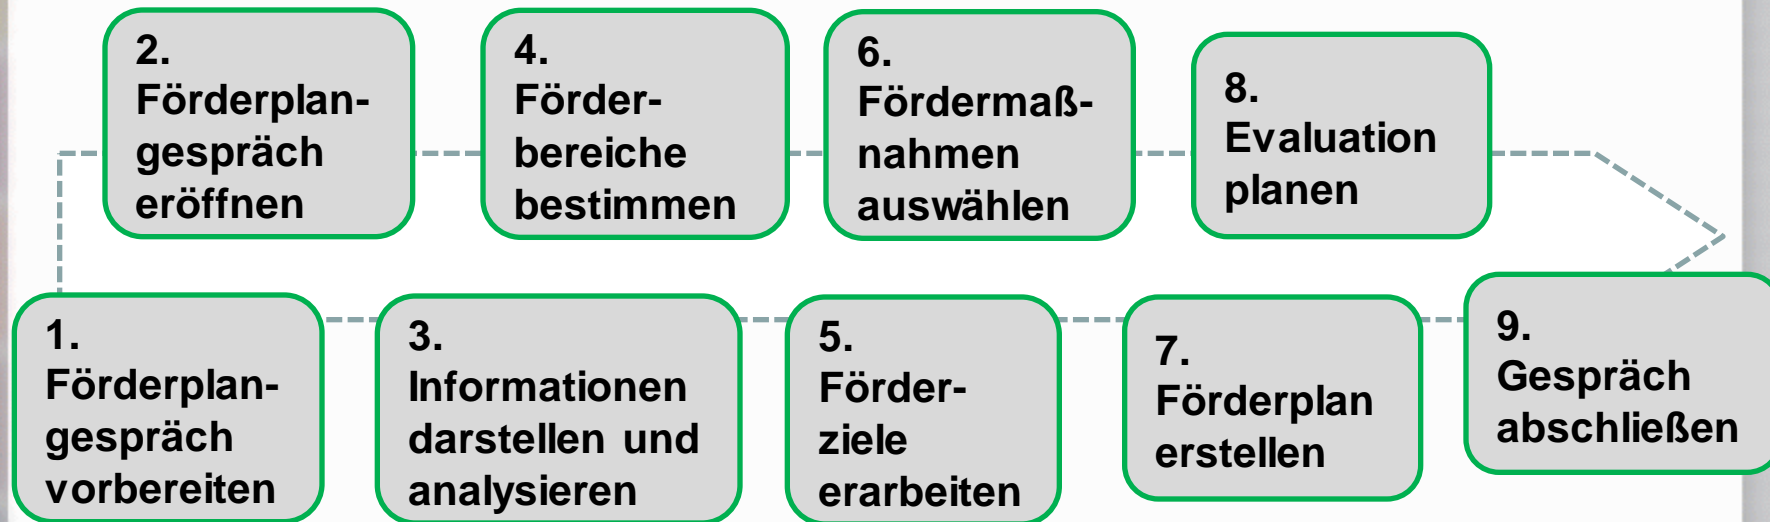 2.
Förderplan-
gespräch
eröffnen
4.
Förder-
bereiche
bestimmen
6.
Fördermaß-
nahmen
auswählen
8.
Evaluation
planen
1.
Förderplan-
gespräch
vorbereiten
3.
Informationen
darstellen und
analysieren
5.
Förder-
ziele
erarbeiten
7.
Förderplan
erstellen
9.
Gespräch
abschließen